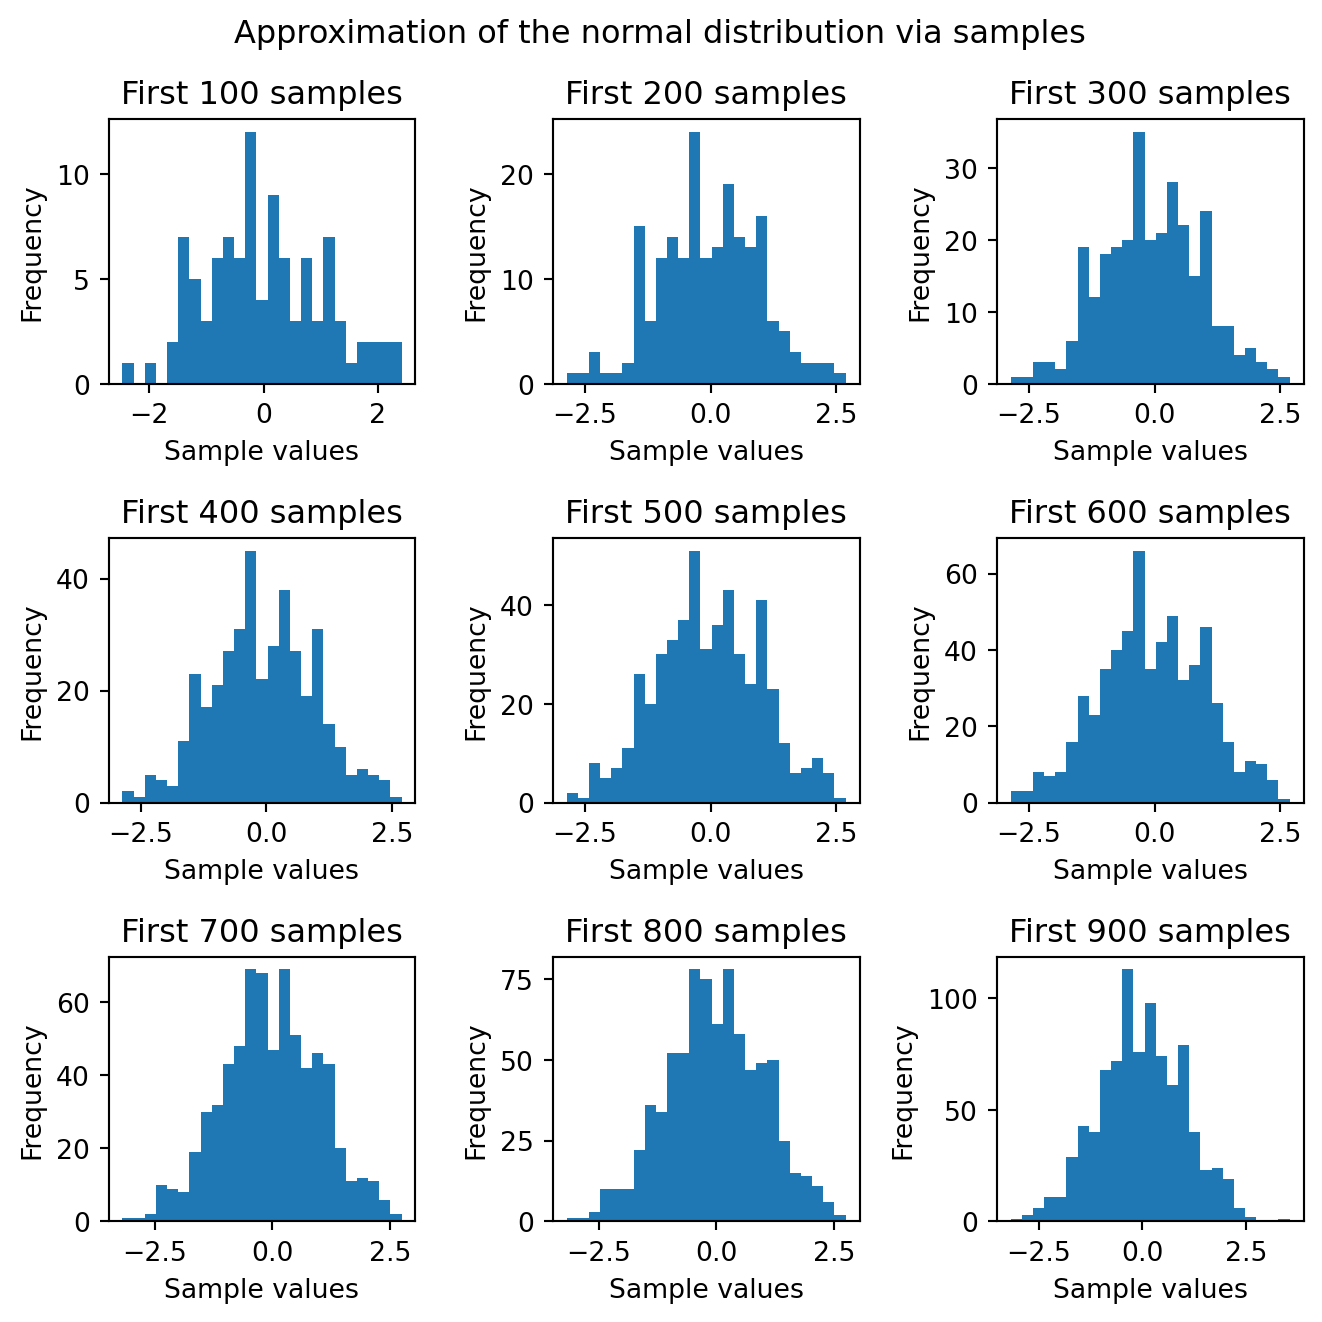 Approximation of the normal distribution via samples
First 100 samples
First 200 samples
First 300 samples
Frequency
10
5
0
−2
0
2
Sample values
Frequency
20
10
0
−2.5
0.0
2.5
Sample values
Frequency
30
20
10
0
−2.5
0.0
2.5
Sample values
First 400 samples
First 500 samples
First 600 samples
Frequency
40
20
0
−2.5
0.0
2.5
Sample values
Frequency
40
20
0
−2.5
0.0
2.5
Sample values
Frequency
60
40
20
0
−2.5
0.0
2.5
Sample values
First 700 samples
First 800 samples
First 900 samples
Frequency
60
40
20
0
−2.5
0.0
2.5
Sample values
Frequency
75
50
25
0
−2.5
0.0
2.5
Sample values
Frequency
100
50
0
−2.5
0.0
2.5
Sample values